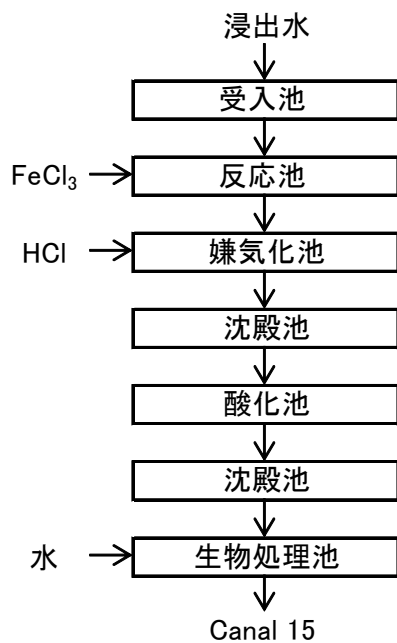 浸出水
受入池
FeCl₃
反応池
HCl
嫌気化池
沈殿池
酸化池
沈殿池
水
生物処理池
Canal 15